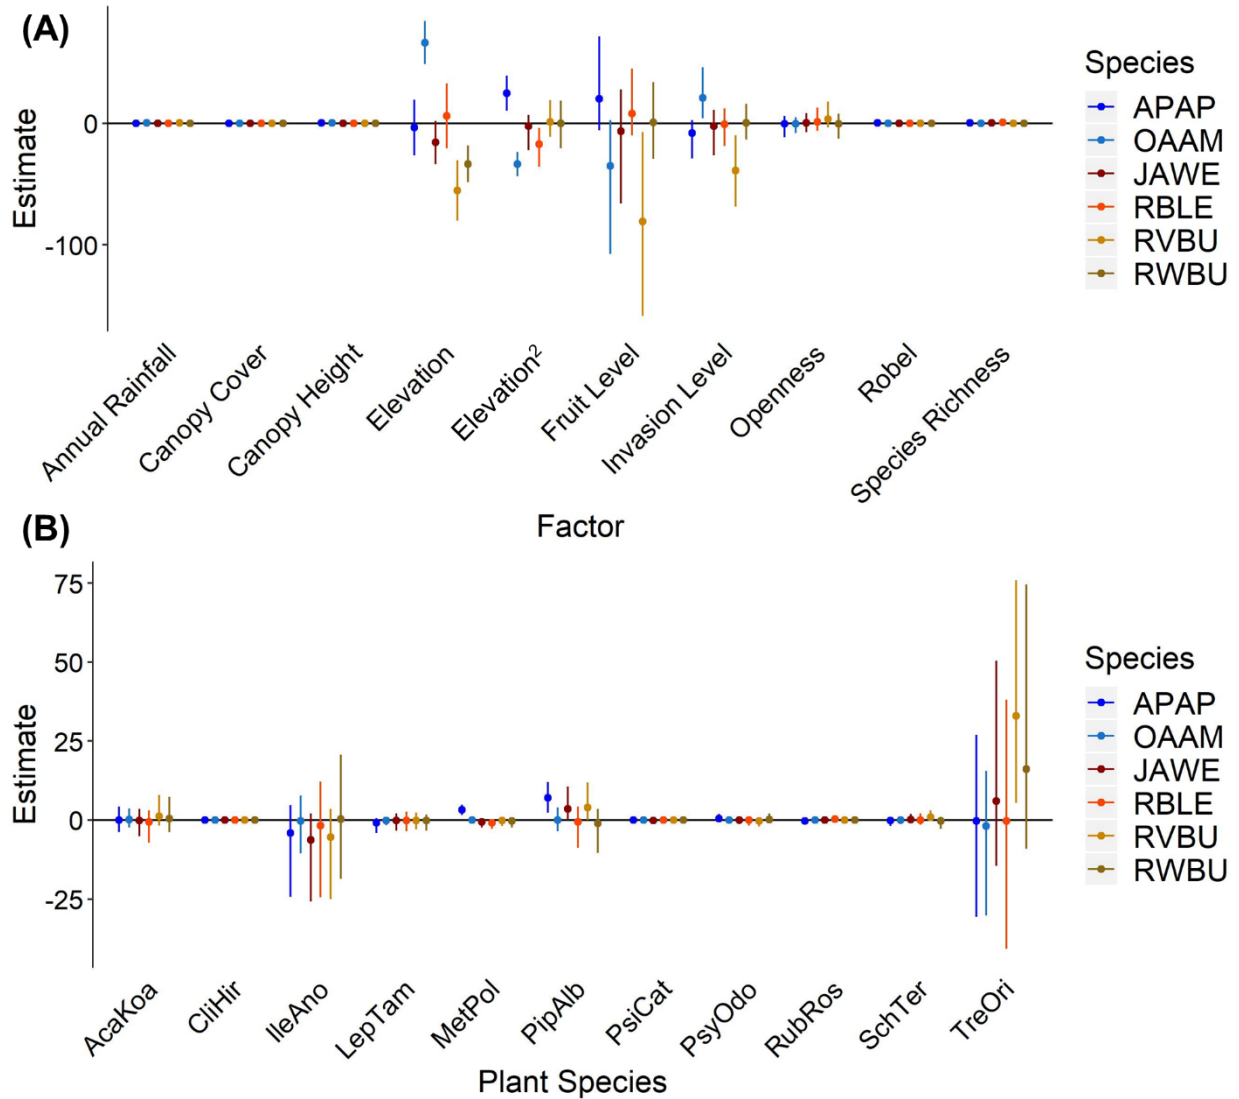 (A)
Estimate
0
-100
Annual Rainfall
Canopy Cover
Canopy Height
Elevation
Elevation²
Fruit Level
Invasion Level
Openness
Robel
Species Richness
Factor
Species
APAP
OAAM
JAWE
RBLE
RVBU
RWBU
(B)
Estimate
75
50
25
0
-25
AcaKoa
CliHir
IleAno
LepTam
MetPol
PipAlb
PsiCat
PsyOdo
RubRos
SchTer
TreOri
Plant Species
Species
APAP
OAAM
JAWE
RBLE
RVBU
RWBU